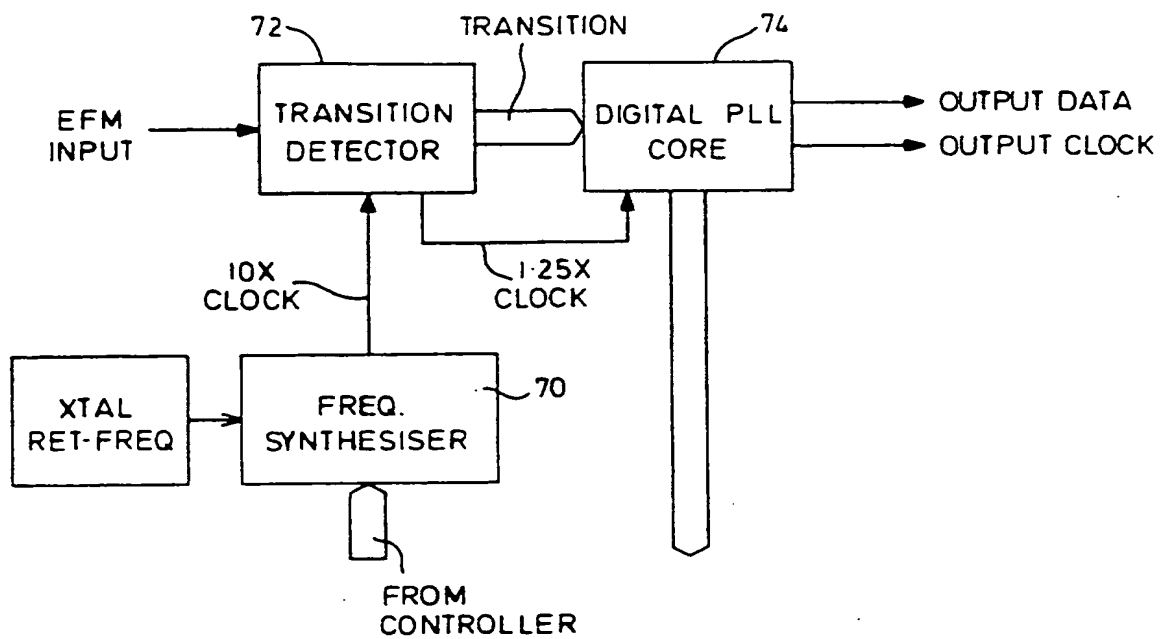 72
TRANSITION
74
EFM
INPUT
TRANSITION
DETECTOR
DIGITAL PLL
CORE
OUTPUT DATA
OUTPUT CLOCK
10X
CLOCK
1·25X
CLOCK
XTAL
RET-FREQ
FREQ.
SYNTHESISER
70
FROM
CONTROLLER